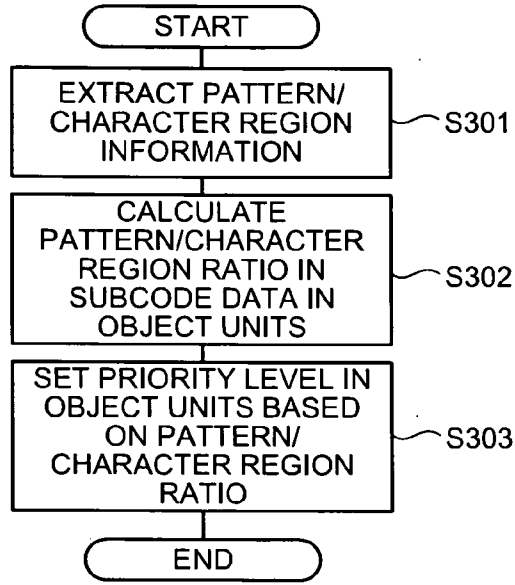 START
EXTRACT PATTERN/
CHARACTER REGION
INFORMATION
S301
CALCULATE
PATTERN/CHARACTER
REGION RATIO IN
SUBCODE DATA IN
OBJECT UNITS
S302
SET PRIORITY LEVEL IN
OBJECT UNITS BASED
ON PATTERN/
CHARACTER REGION
RATIO
S303
END